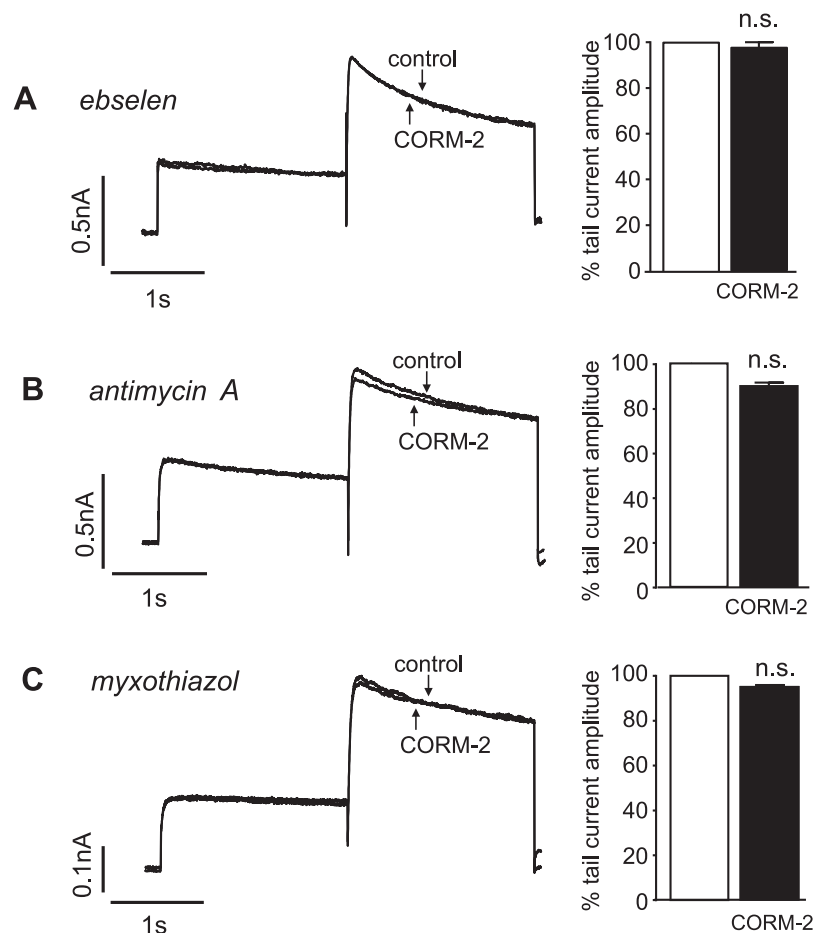 A
ebselen
control
CORM-2
0.5nA
1s
% tail current amplitude
100
80
60
40
20
0
n.s.
CORM-2
B
antimycin A
control
CORM-2
0.5nA
1s
% tail current amplitude
100
80
60
40
20
0
n.s.
CORM-2
C
myxothiazol
control
CORM-2
0.1nA
1s
% tail current amplitude
100
80
60
40
20
0
n.s.
CORM-2